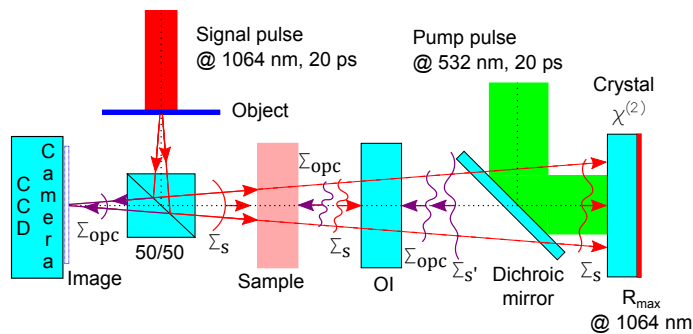 Signal pulse
@ 1064 nm, 20 ps
Pump pulse
@ 532 nm, 20 ps
Crystal
χ(2)
Object
CCD
Camera
Σopc
Σopc
Σs
Σs
Σopc
Σs'
Σs
50/50
Image
Sample
OI
Dichroic
mirror
Rmax
@ 1064 nm